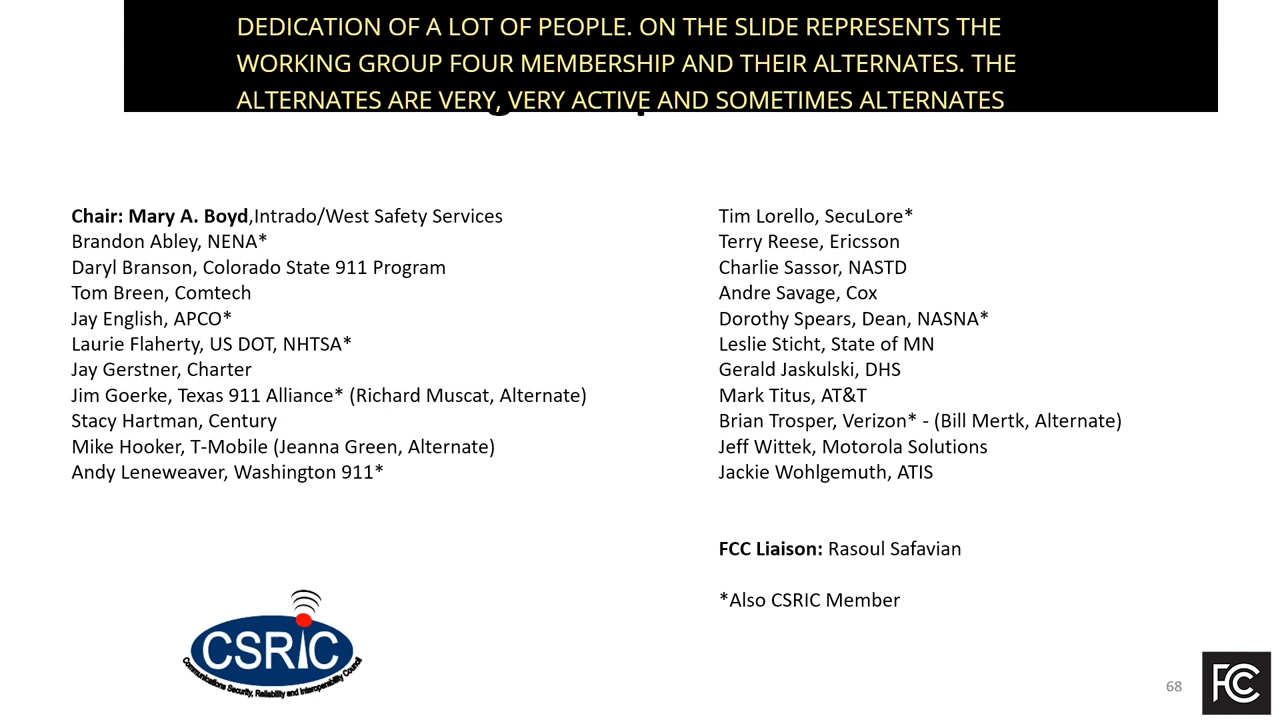 DEDICATION OF A LOT OF PEOPLE. ON THE SLIDE REPRESENTS THE
WORKING GROUP FOUR MEMBERSHIP AND THEIR ALTERNATES. THE
ALTERNATES ARE VERY, VERY ACTIVE AND SOMETIMES ALTERNATES
Chair: Mary A. Boyd,Intrado/West Safety Services
Brandon Abley, NENA*
Daryl Branson, Colorado State 911 Program
Tom Breen, Comtech
Jay English, APCO*
Laurie Flaherty, US DOT, NHTSA*
Jay Gerstner, Charter
Jim Goerke, Texas 911 Alliance* (Richard Muscat, Alternate)
Stacy Hartman, Century
Mike Hooker, T-Mobile (Jeanna Green, Alternate)
Andy Leneweaver, Washington 911*
Tim Lorello, SecuLore*
Terry Reese, Ericsson
Charlie Sassor, NASTD
Andre Savage, Cox
Dorothy Spears, Dean, NASNA*
Leslie Sticht, State of MN
Gerald Jaskulski, DHS
Mark Titus, AT&T
Brian Trosper, Verizon* - (Bill Mertk, Alternate)
Jeff Wittek, Motorola Solutions
Jackie Wohlgemuth, ATIS
FCC Liaison: Rasoul Safavian
*Also CSRIC Member
CSRIC
Communications Security, Reliability and Interoperability Council
68
FCC